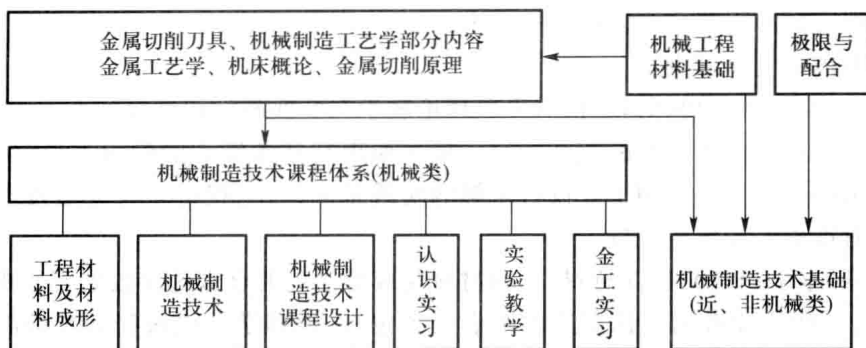 金属切削刀具、机械制造工艺学部分内容
金属工艺学、机床概论、金属切削原理
机械工程
材料基础
极限与
配合
机械制造技术课程体系(机械类)
工程材
料及材
料成形
机械制
造技术
机械制
造技术
课程设计
认识实习
实验教学
金工实习
机械制造技术基础
(近、非机械类)